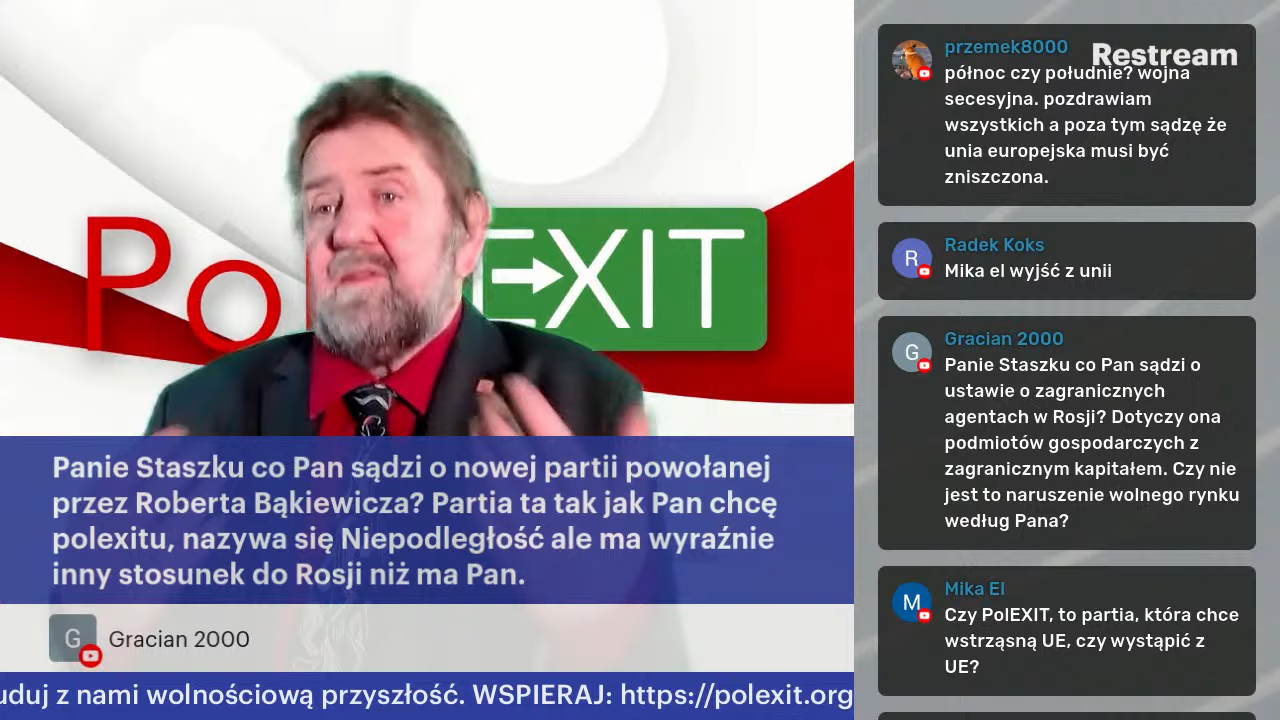 PolEXIT
Panie Staszku co Pan sądzi o nowej partii powołanej
przez Roberta Bąkiewicza? Partia ta tak jak Pan chcę
polexitu, nazywa się Niepodległość ale ma wyraźnie
inny stosunek do Rosji niż ma Pan.
G
Gracian 2000
uduj z nami wolnościową przyszłość. WSPIERAJ: https://polexit.org
Restream
przemek8000
północ czy południe? wojna
secesyjna. pozdrawiam
wszystkich a poza tym sądzę że
unia europejska musi być
zniszczona.
R
Radek Koks
Mika el wyjść z unii
G
Gracian 2000
Panie Staszku co Pan sądzi o
ustawie o zagranicznych
agentach w Rosji? Dotyczy ona
podmiotów gospodarczych z
zagranicznym kapitałem. Czy nie
jest to naruszenie wolnego rynku
według Pana?
M
Mika El
Czy PolEXIT, to partia, która chce
wstrząsną UE, czy wystąpić z
UE?